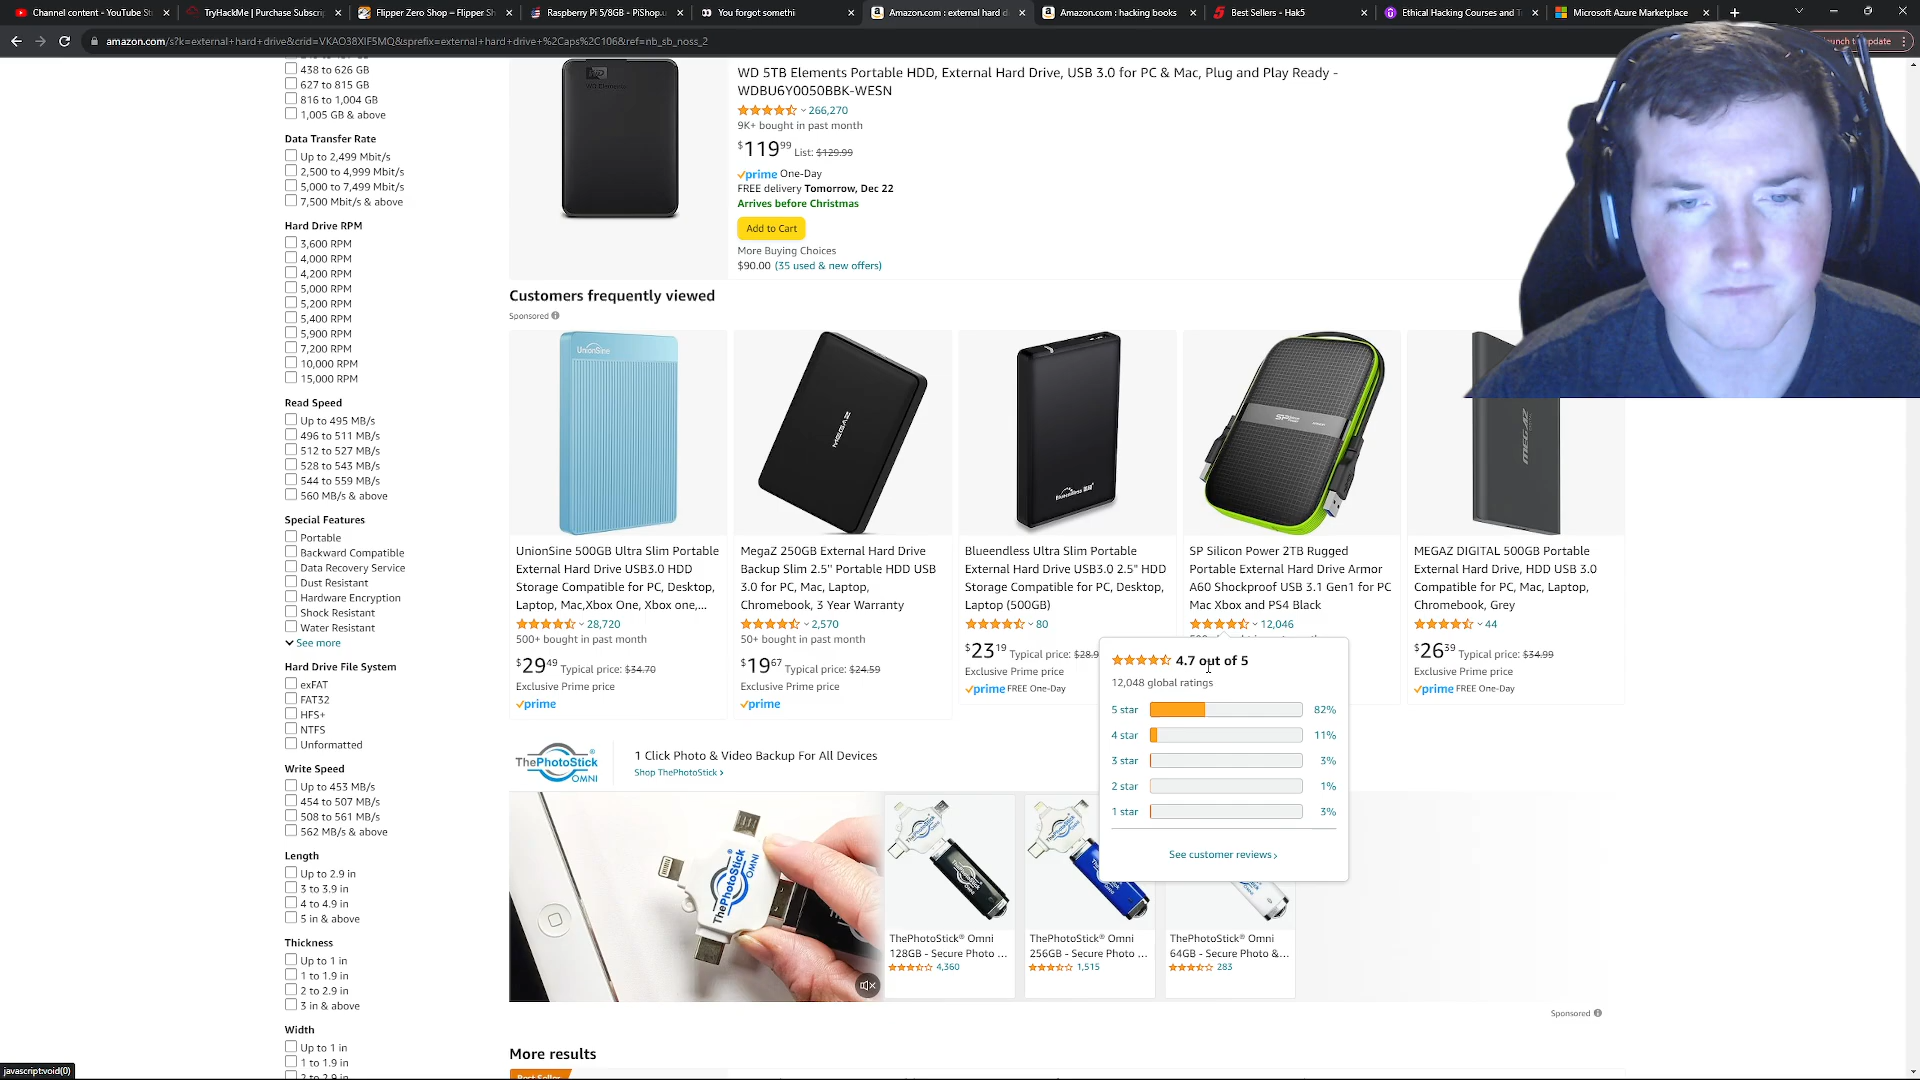 Channel content - YouTube St
TryHackMe | Purchase Subscrip
Flipper Zero Shop – Flipper Sh
Raspberry Pi 5/8GB - PiShop.u
You forgot somethi
Amazon.com : external hard d
Amazon.com : hacking books
Best Sellers - Hak5
Ethical Hacking Courses and T
Microsoft Azure Marketplace
amazon.com/s?k=external+hard+drive&crid=VKAO38XIF5MQ&sprefix=external+hard+drive+%2Caps%2C106&ref=nb_sb_noss_2
438 to 626 GB
627 to 815 GB
816 to 1,004 GB
1,005 GB & above
Data Transfer Rate
Up to 2,499 Mbit/s
2,500 to 4,999 Mbit/s
5,000 to 7,499 Mbit/s
7,500 Mbit/s & above
Hard Drive RPM
3,600 RPM
4,000 RPM
4,200 RPM
5,000 RPM
5,200 RPM
5,400 RPM
5,900 RPM
7,200 RPM
10,000 RPM
15,000 RPM
Read Speed
Up to 495 MB/s
496 to 511 MB/s
512 to 527 MB/s
528 to 543 MB/s
544 to 559 MB/s
560 MB/s & above
Special Features
Portable
Backward Compatible
Data Recovery Service
Dust Resistant
Hardware Encryption
Shock Resistant
Water Resistant
See more
Hard Drive File System
exFAT
FAT32
HFS+
NTFS
Unformatted
Write Speed
Up to 453 MB/s
454 to 507 MB/s
508 to 561 MB/s
562 MB/s & above
Length
Up to 2.9 in
3 to 3.9 in
4 to 4.9 in
5 in & above
Thickness
Up to 1 in
1 to 1.9 in
2 to 2.9 in
3 in & above
Width
Up to 1 in
1 to 1.9 in
2 to 2.9 in
javascript:void(0)
WD 5TB Elements Portable HDD, External Hard Drive, USB 3.0 for PC & Mac, Plug and Play Ready -
WDBU6Y0050BBK-WESN
266,270
9K+ bought in past month
$119.99 List: $129.99
prime One-Day
FREE delivery Tomorrow, Dec 22
Arrives before Christmas
Add to Cart
More Buying Choices
$90.00 (35 used & new offers)
Customers frequently viewed
Sponsored
UnionSine
UnionSine 500GB Ultra Slim Portable
External Hard Drive USB3.0 HDD
Storage Compatible for PC, Desktop,
Laptop, Mac,Xbox One, Xbox one,...
28,720
500+ bought in past month
$29.49 Typical price: $34.70
Exclusive Prime price
prime
MEGAZ
MegaZ 250GB External Hard Drive
Backup Slim 2.5" Portable HDD USB
3.0 for PC, Mac, Laptop,
Chromebook, 3 Year Warranty
2,570
50+ bought in past month
$19.67 Typical price: $24.59
Exclusive Prime price
prime
Blueendless
Blueendless Ultra Slim Portable
External Hard Drive USB3.0 2.5" HDD
Storage Compatible for PC, Desktop,
Laptop (500GB)
80
$23.19 Typical price: $28.9
Exclusive Prime price
prime FREE One-Day
SP Silicon Power 2TB Rugged
Portable External Hard Drive Armor
A60 Shockproof USB 3.1 Gen1 for PC
Mac Xbox and PS4 Black
12,046
4.7 out of 5
12,048 global ratings
5 star 82%
4 star 11%
3 star 3%
2 star 1%
1 star 3%
See customer reviews
MEGAZ
MEGAZ DIGITAL 500GB Portable
External Hard Drive, HDD USB 3.0
Compatible for PC, Mac, Laptop,
Chromebook, Grey
44
$26.39 Typical price: $34.99
Exclusive Prime price
prime FREE One-Day
ThePhotoStick
OMNI
1 Click Photo & Video Backup For All Devices
Shop ThePhotoStick
ThePhotoStick
OMNI
ThePhotoStick® Omni
128GB - Secure Photo ...
4,360
ThePhotoStick® Omni
256GB - Secure Photo ...
1,515
ThePhotoStick® Omni
64GB - Secure Photo &...
283
Sponsored
More results
Best Seller